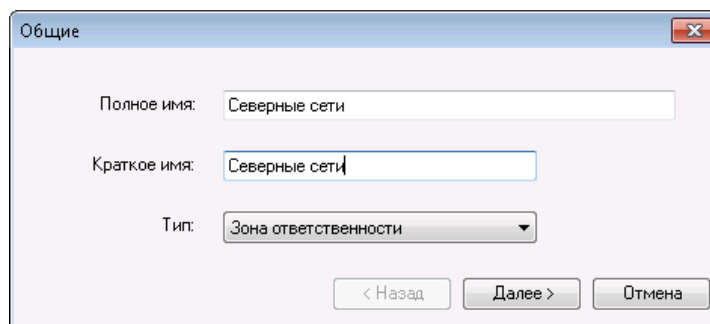 Общие
Полное имя: Северные сети
Краткое имя: Северные сети
Тип: Зона ответственности
< Назад Далее > Отмена